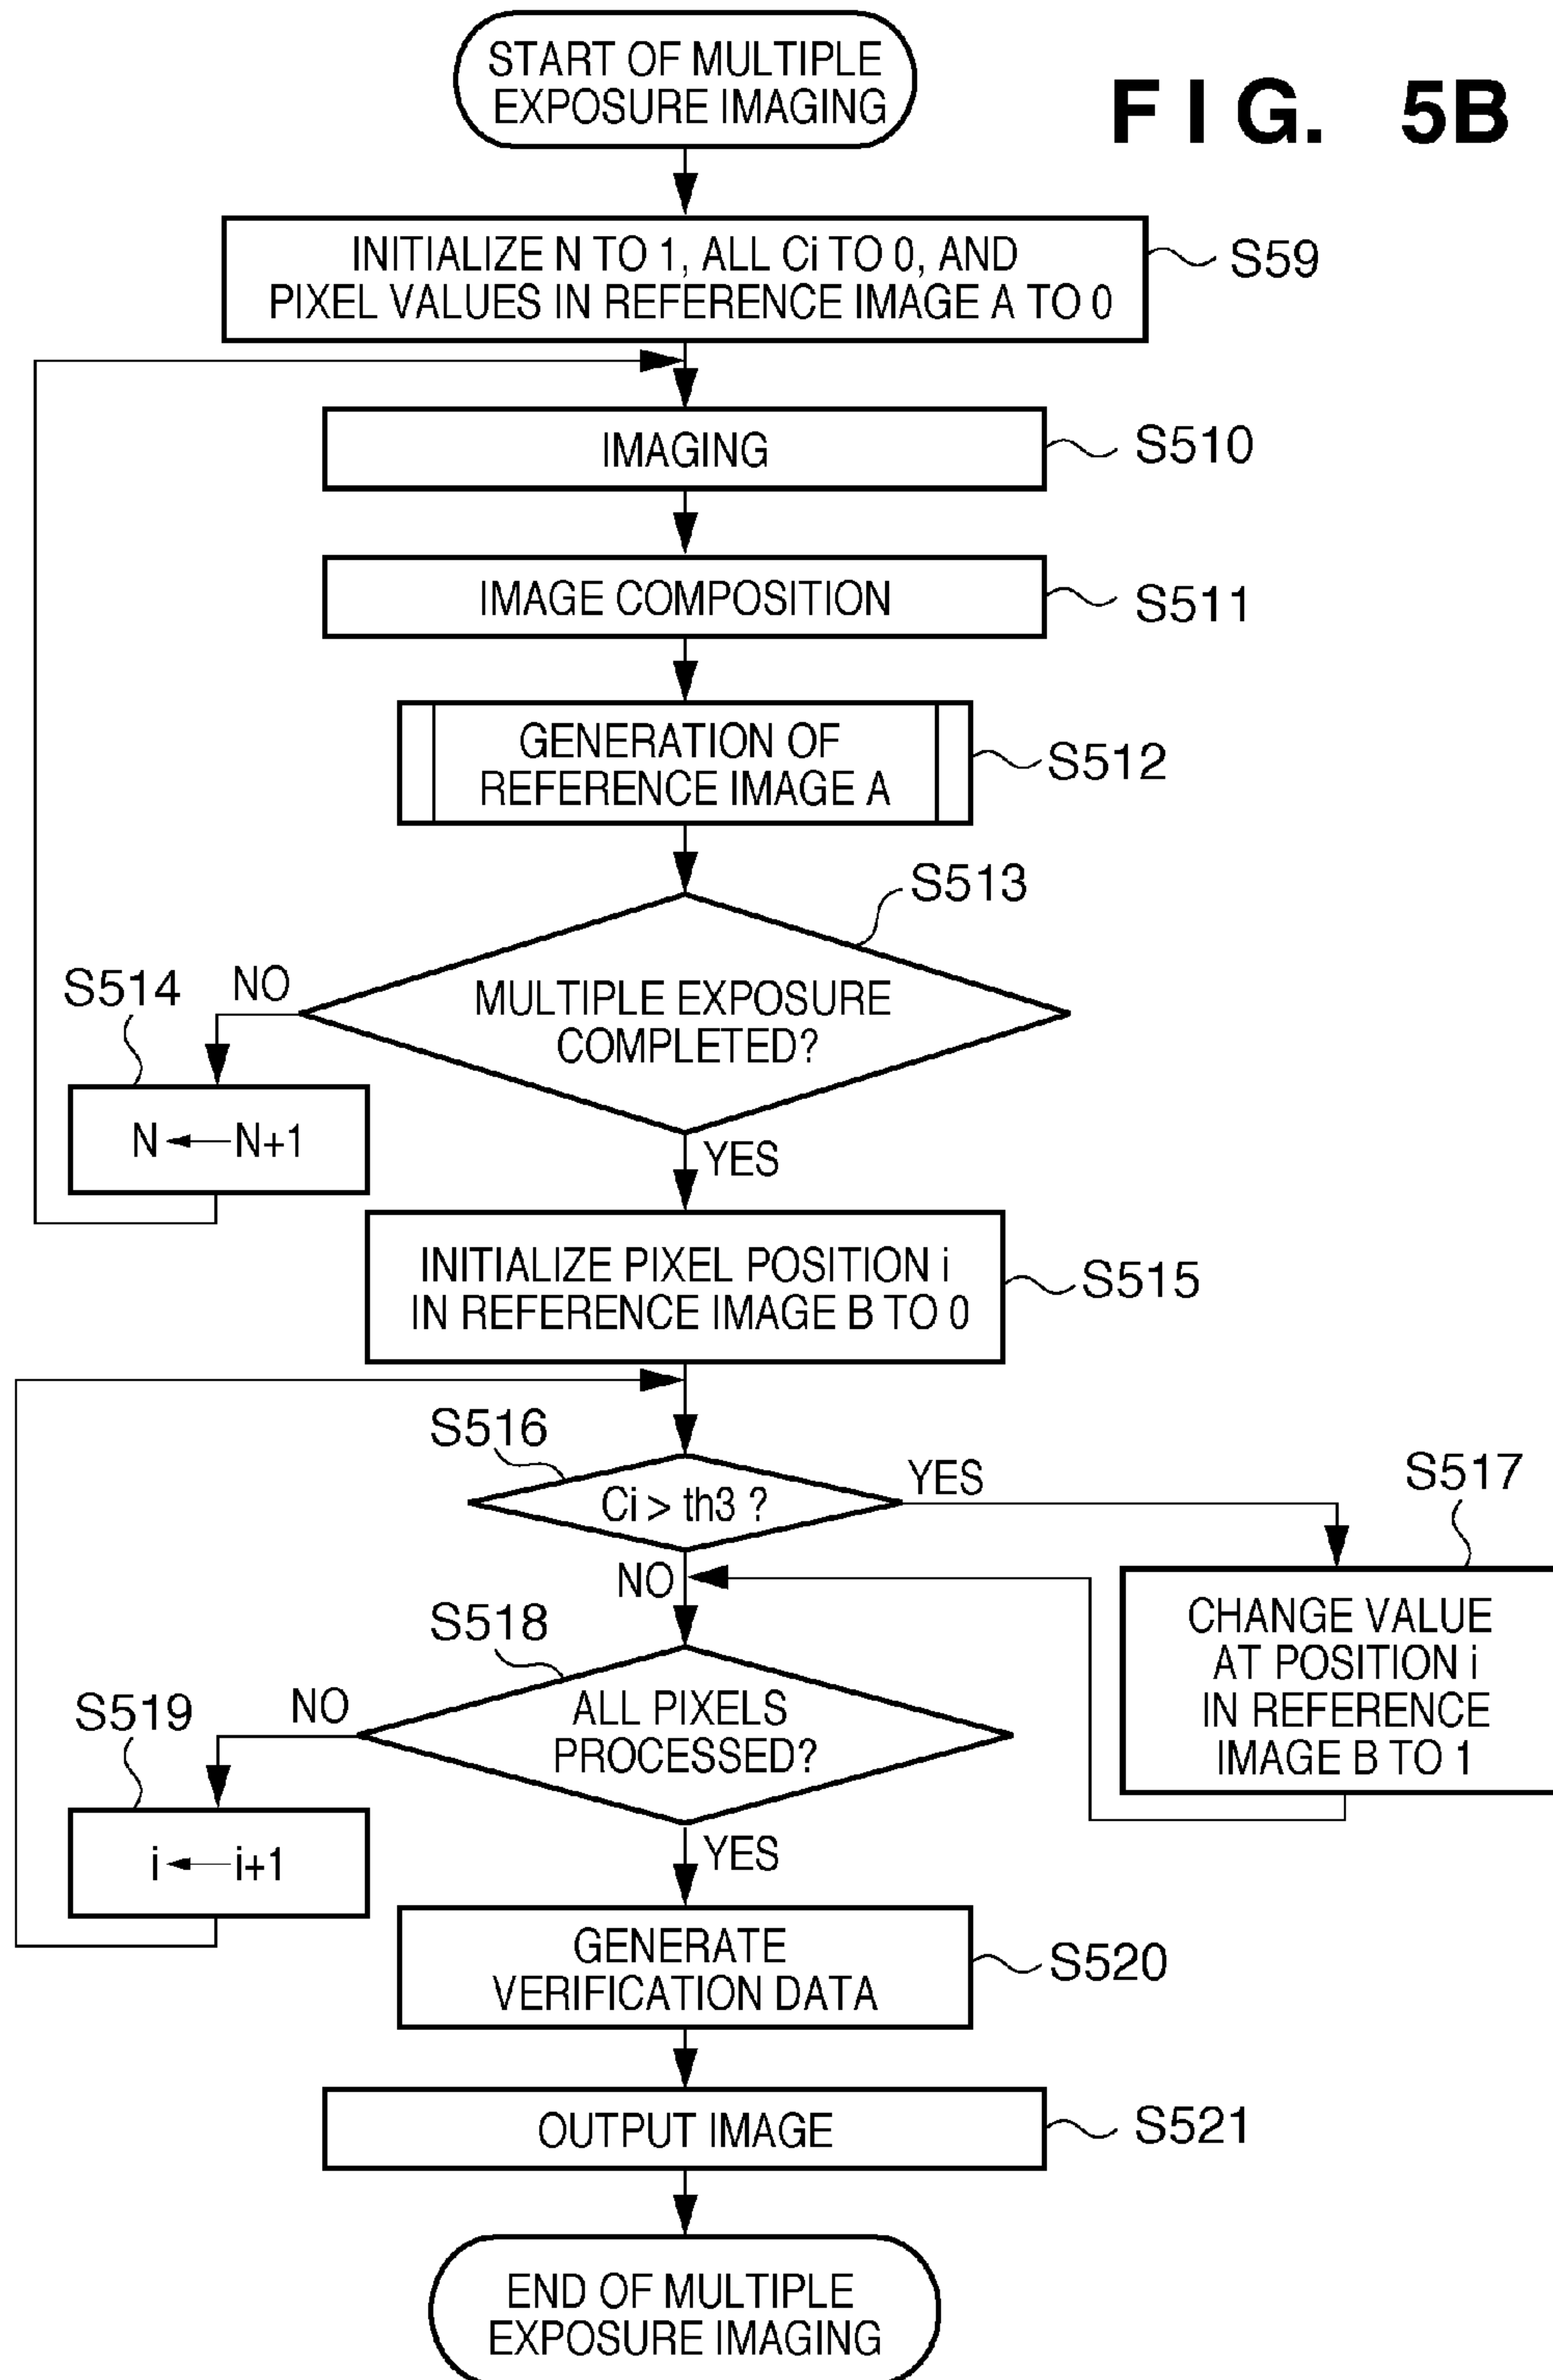 START OF MULTIPLE
EXPOSURE IMAGING
FIG. 5B
INITIALIZE N TO 1, ALL Ci TO 0, AND
PIXEL VALUES IN REFERENCE IMAGE A TO 0
S59
IMAGING
S510
IMAGE COMPOSITION
S511
GENERATION OF
REFERENCE IMAGE A
S512
S513
MULTIPLE EXPOSURE
COMPLETED?
NO
S514
N ← N+1
YES
INITIALIZE PIXEL POSITION i
IN REFERENCE IMAGE B TO 0
S515
S516
Ci > th3 ?
YES
S517
NO
CHANGE VALUE
AT POSITION i
IN REFERENCE
IMAGE B TO 1
S518
ALL PIXELS
PROCESSED?
NO
S519
i ← i+1
YES
GENERATE
VERIFICATION DATA
S520
OUTPUT IMAGE
S521
END OF MULTIPLE
EXPOSURE IMAGING